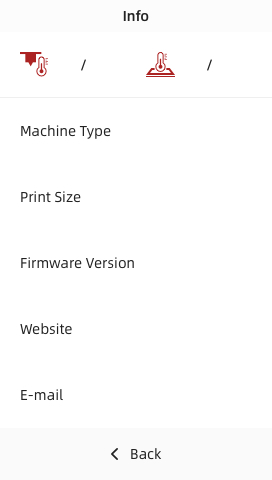 Info
/ /
Machine Type
Print Size
Firmware Version
Website
E-mail
Back